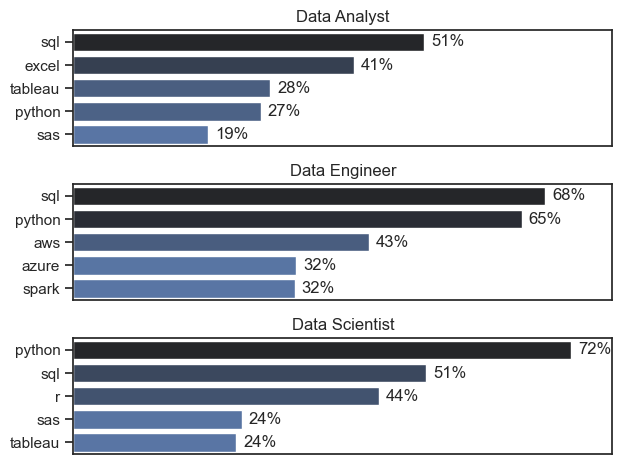 Data Analyst
sql 51%
excel 41%
tableau 28%
python 27%
sas 19%
Data Engineer
sql 68%
python 65%
aws 43%
azure 32%
spark 32%
Data Scientist
python 72%
sql 51%
r 44%
sas 24%
tableau 24%